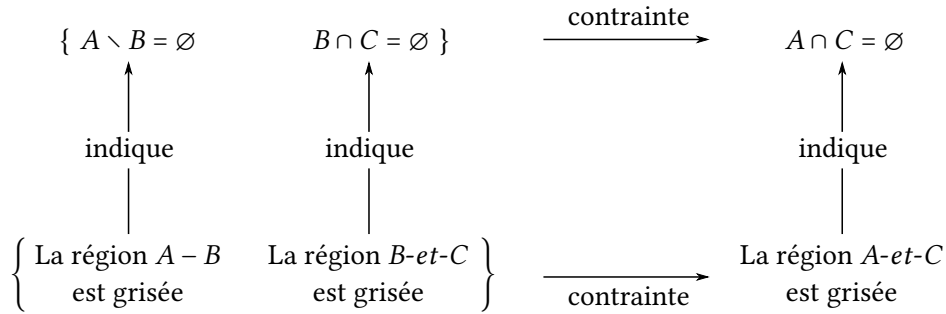 contrainte
{ A ∖ B = ∅ B ∩ C = ∅ } A ∩ C = ∅
indique indique indique
La région A – B La région B-et-C La région A-et-C
est grisée est grisée est grisée
contrainte